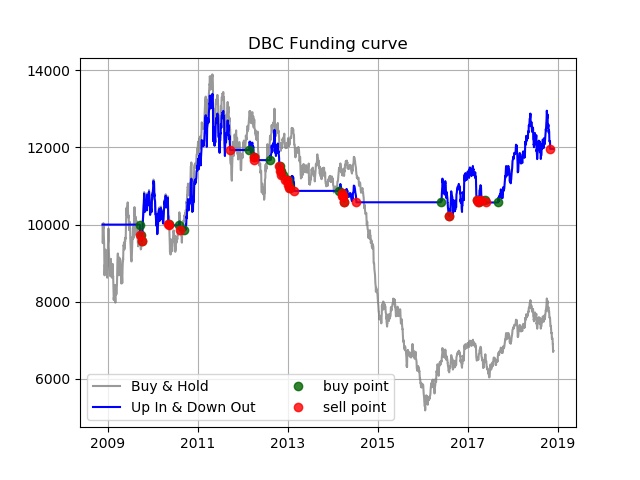 DBC Funding curve
14000
12000
10000
8000
6000
Buy & Hold
Up In & Down Out
buy point
sell point
2009 2011 2013 2015 2017 2019